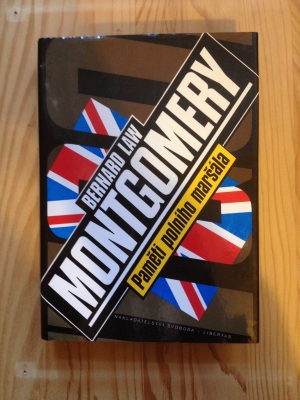 BERNARD LAW
MONTGOMERY
Paměti polního maršála
NAKLADATELSTVÍ SVOBODA - LIBERTAS